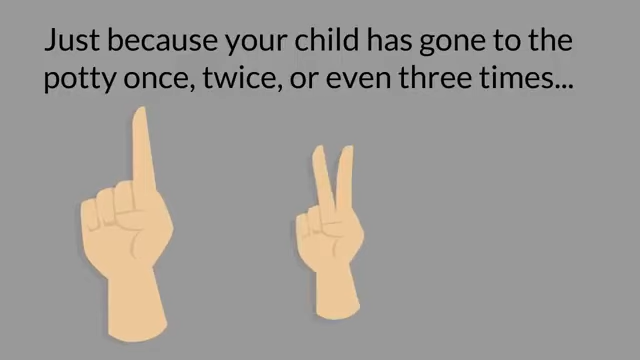 Just because your child has gone to the
potty once, twice, or even three times...